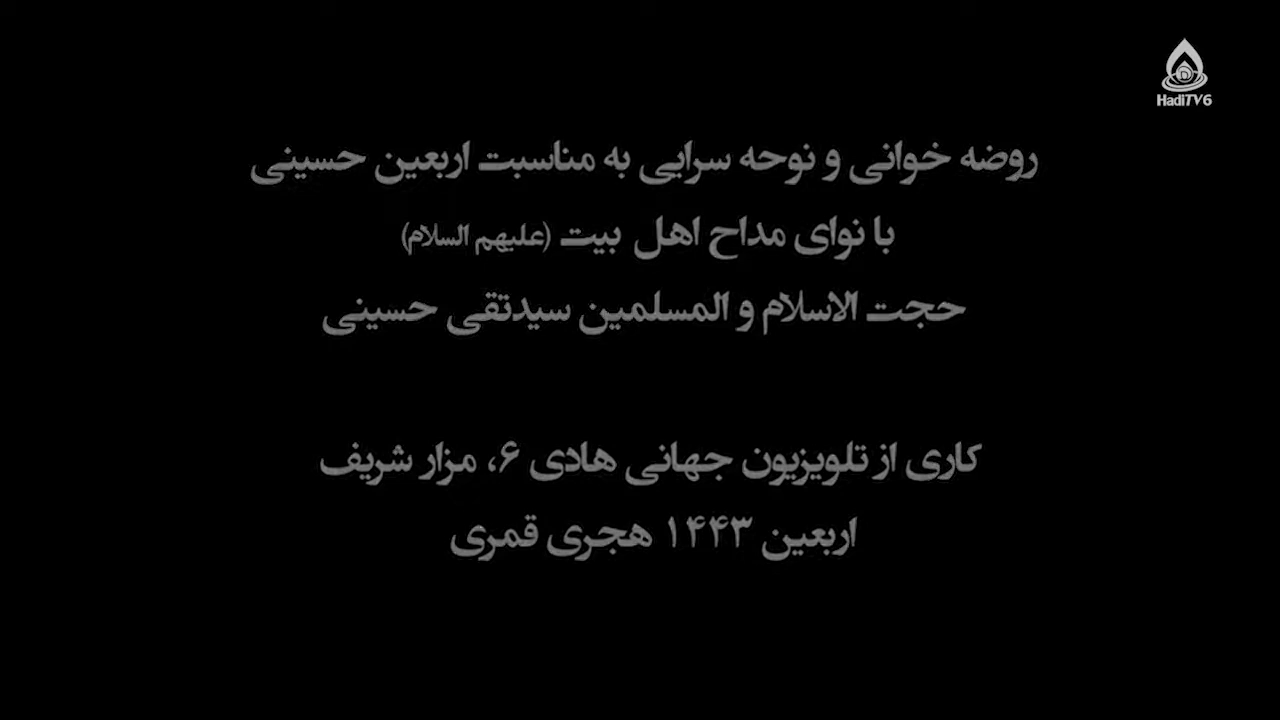 HadiTV6
روضه خوانی و نوحه سرایی به مناسبت اربعین حسینی
با نوای مداح اهل بیت (علیهم السلام)
حجت الاسلام و المسلمین سیدتقی حسینی
کاری از تلویزیون جهانی هادی ۶، مزار شریف
اربعین ۱۴۴۳ هجری قمری